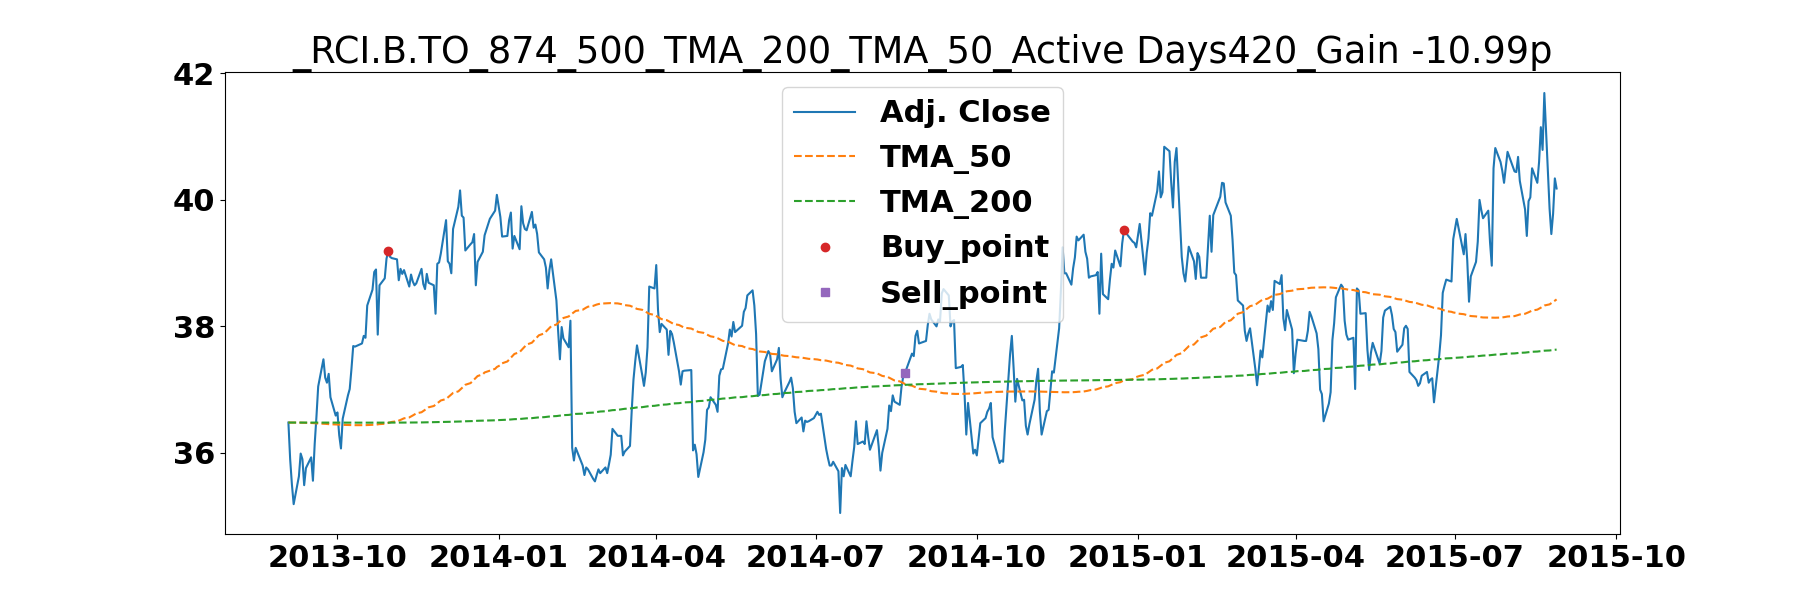 _RCI.B.TO_874_500_TMA_200_TMA_50_Active Days420_Gain -10.99p
42
40
38
36
Adj. Close
TMA_50
TMA_200
Buy_point
Sell_point
2013-10 2014-01 2014-04 2014-07 2014-10 2015-01 2015-04 2015-07 2015-10